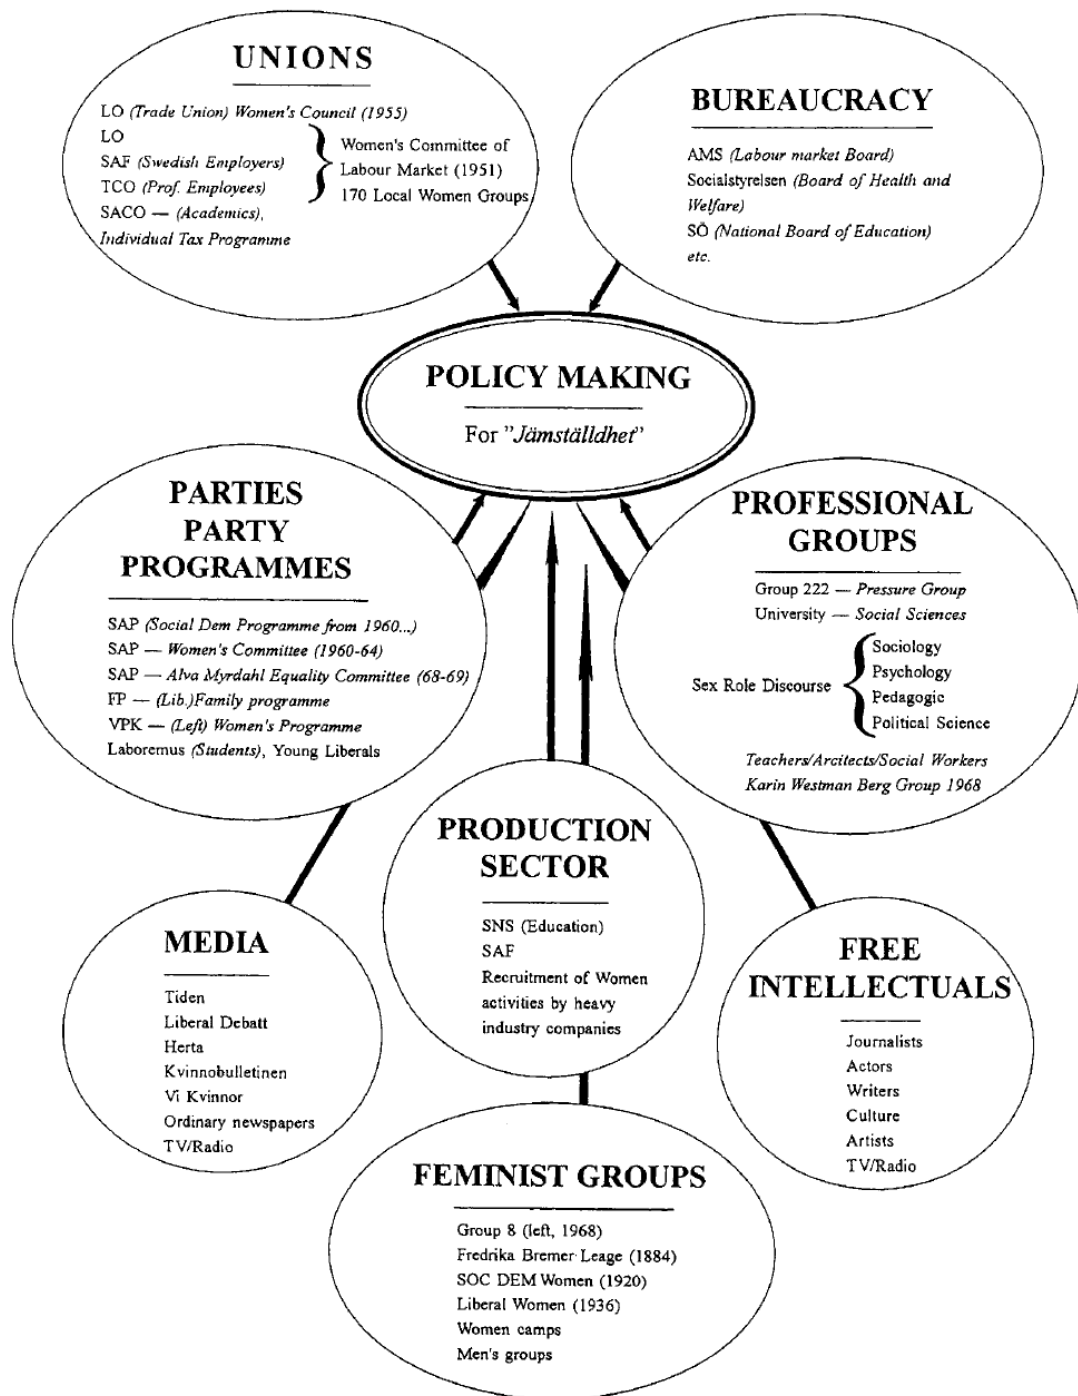 UNIONS
LO (Trade Union) Women's Council (1955)
LO
SAF (Swedish Employers)
TCO (Prof. Employees)
SACO — (Academics),
Individual Tax Programme
Women's Committee of
Labour Market (1951)
170 Local Women Groups
BUREAUCRACY
AMS (Labour market Board)
Socialstyrelsen (Board of Health and
Welfare)
SÖ (National Board of Education)
etc.
POLICY MAKING
For "Jämställdhet"
PARTIES
PARTY
PROGRAMMES
SAP (Social Dem Programme from 1960...)
SAP — Women's Committee (1960-64)
SAP — Alva Myrdahl Equality Committee (68-69)
FP — (Lib.)Family programme
VPK — (Left) Women's Programme
Laboremus (Students), Young Liberals
PROFESSIONAL
GROUPS
Group 222 — Pressure Group
University — Social Sciences
Sex Role Discourse
Sociology
Psychology
Pedagogic
Political Science
Teachers/Arcitects/Social Workers
Karin Westman Berg Group 1968
PRODUCTION
SECTOR
SNS (Education)
SAF
Recruitment of Women
activities by heavy
industry companies
MEDIA
Tiden
Liberal Debatt
Herta
Kvinnobulletinen
Vi Kvinnor
Ordinary newspapers
TV/Radio
FREE
INTELLECTUALS
Journalists
Actors
Writers
Culture
Artists
TV/Radio
FEMINIST GROUPS
Group 8 (left, 1968)
Fredrika Bremer Leage (1884)
SOC DEM Women (1920)
Liberal Women (1936)
Women camps
Men's groups